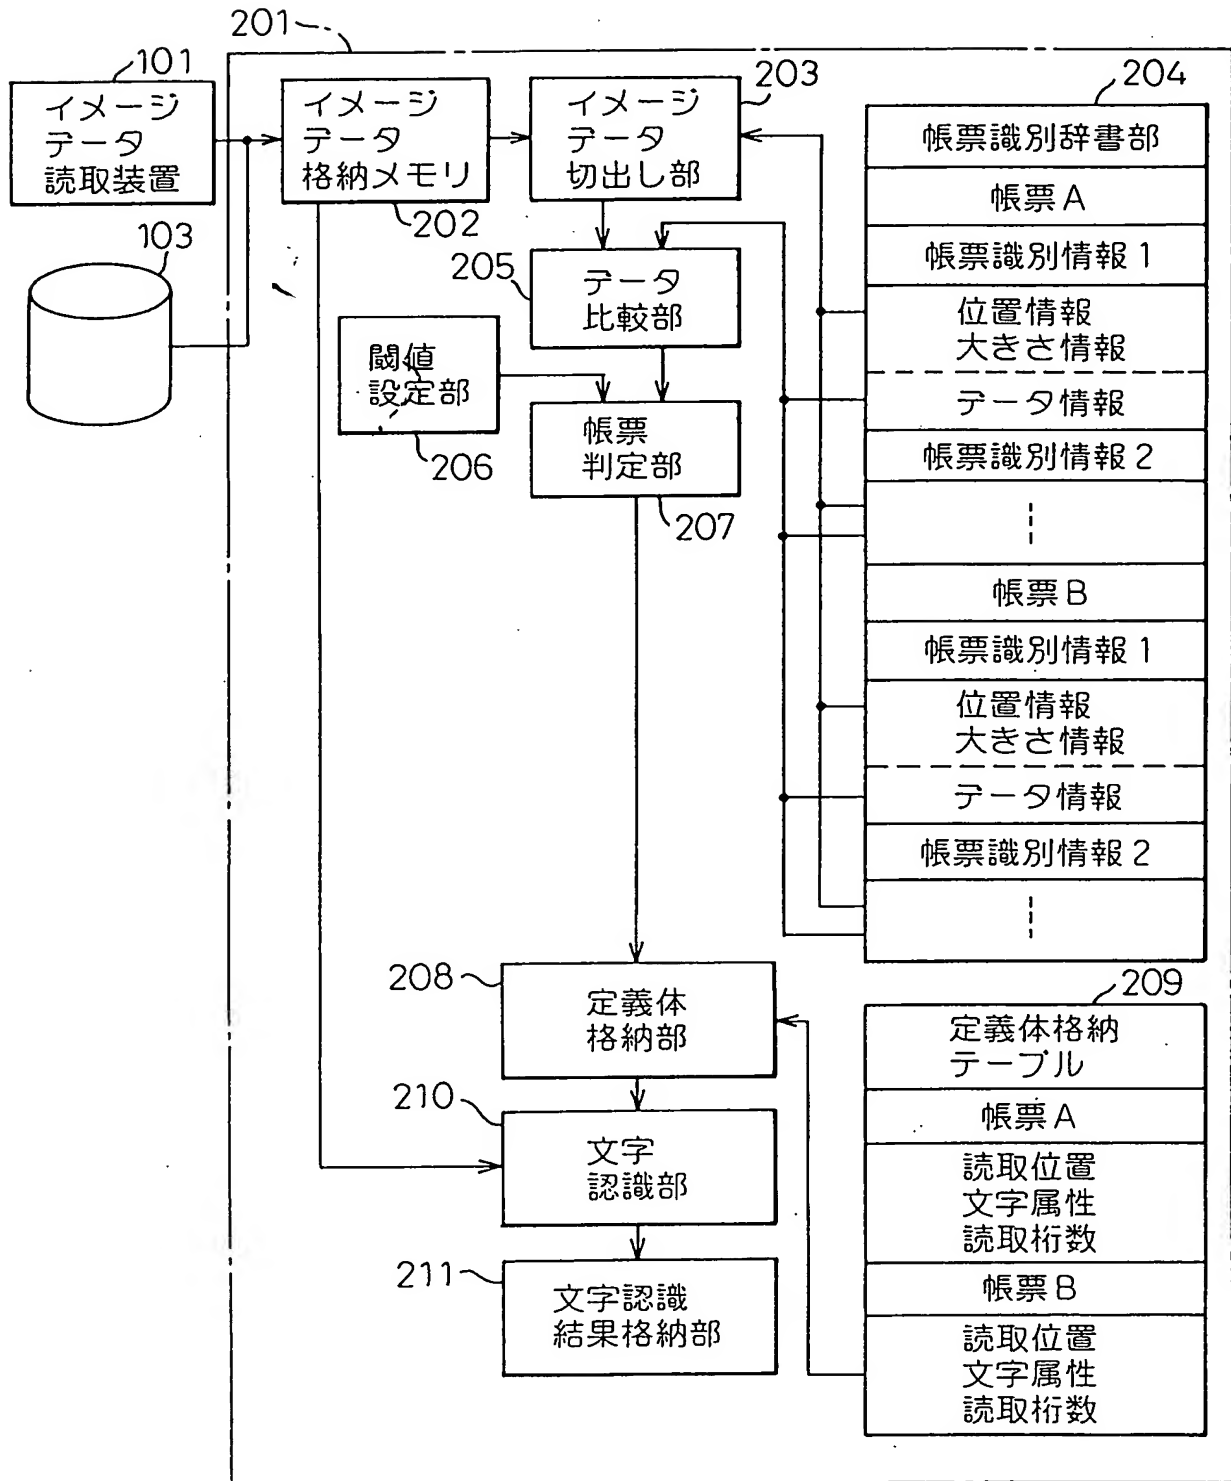 201
101
イメージ
データ
読取装置
イメージ
データ
格納メモリ
202
203
イメージ
データ
切出し部
103
205
データ
比較部
閾値
設定部
206
帳票
判定部
207
204
帳票識別辞書部
帳票A
帳票識別情報1
位置情報
大きさ情報
データ情報
帳票識別情報2
帳票B
帳票識別情報1
位置情報
大きさ情報
データ情報
帳票識別情報2
208
定義体
格納部
210
文字
認識部
211
文字認識
結果格納部
209
定義体格納
テーブル
帳票A
読取位置
文字属性
読取桁数
帳票B
読取位置
文字属性
読取桁数